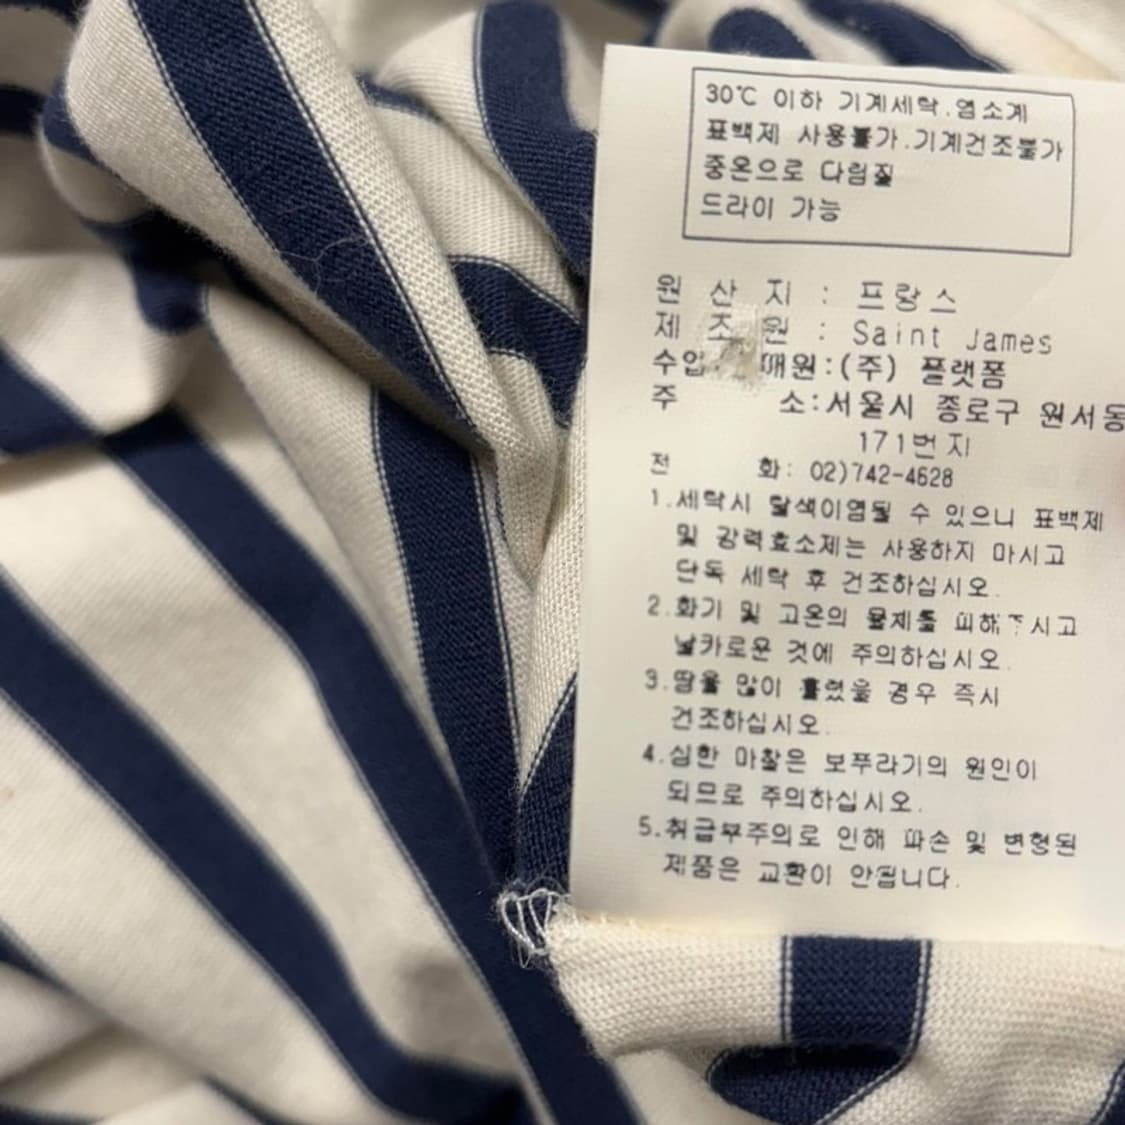 30℃ 이하 기계세탁.염소계
표백제 사용불가.기계건조불가
중온으로 다림질
드라이 가능
원 산 지 : 프랑스
제 조 원 : Saint James
수입 매원:(주) 플랫폼
주 소:서울시 종로구 원서동
171번지
전 화: 02)742-4628
1.세탁시 탈색이염될 수 있으니 표백제
및 강력효소제는 사용하지 마시고
단독 세탁 후 건조하십시오.
2.화기 및 고온의 물체를 피해주시고
날카로운 것에 주의하십시오.
3.땀을 많이 흘렸을 경우 즉시
건조하십시오.
4.심한 마찰은 보푸라기의 원인이
되므로 주의하십시오.
5.취급부주의로 인해 파손 및 변형된
제품은 교환이 안됩니다.